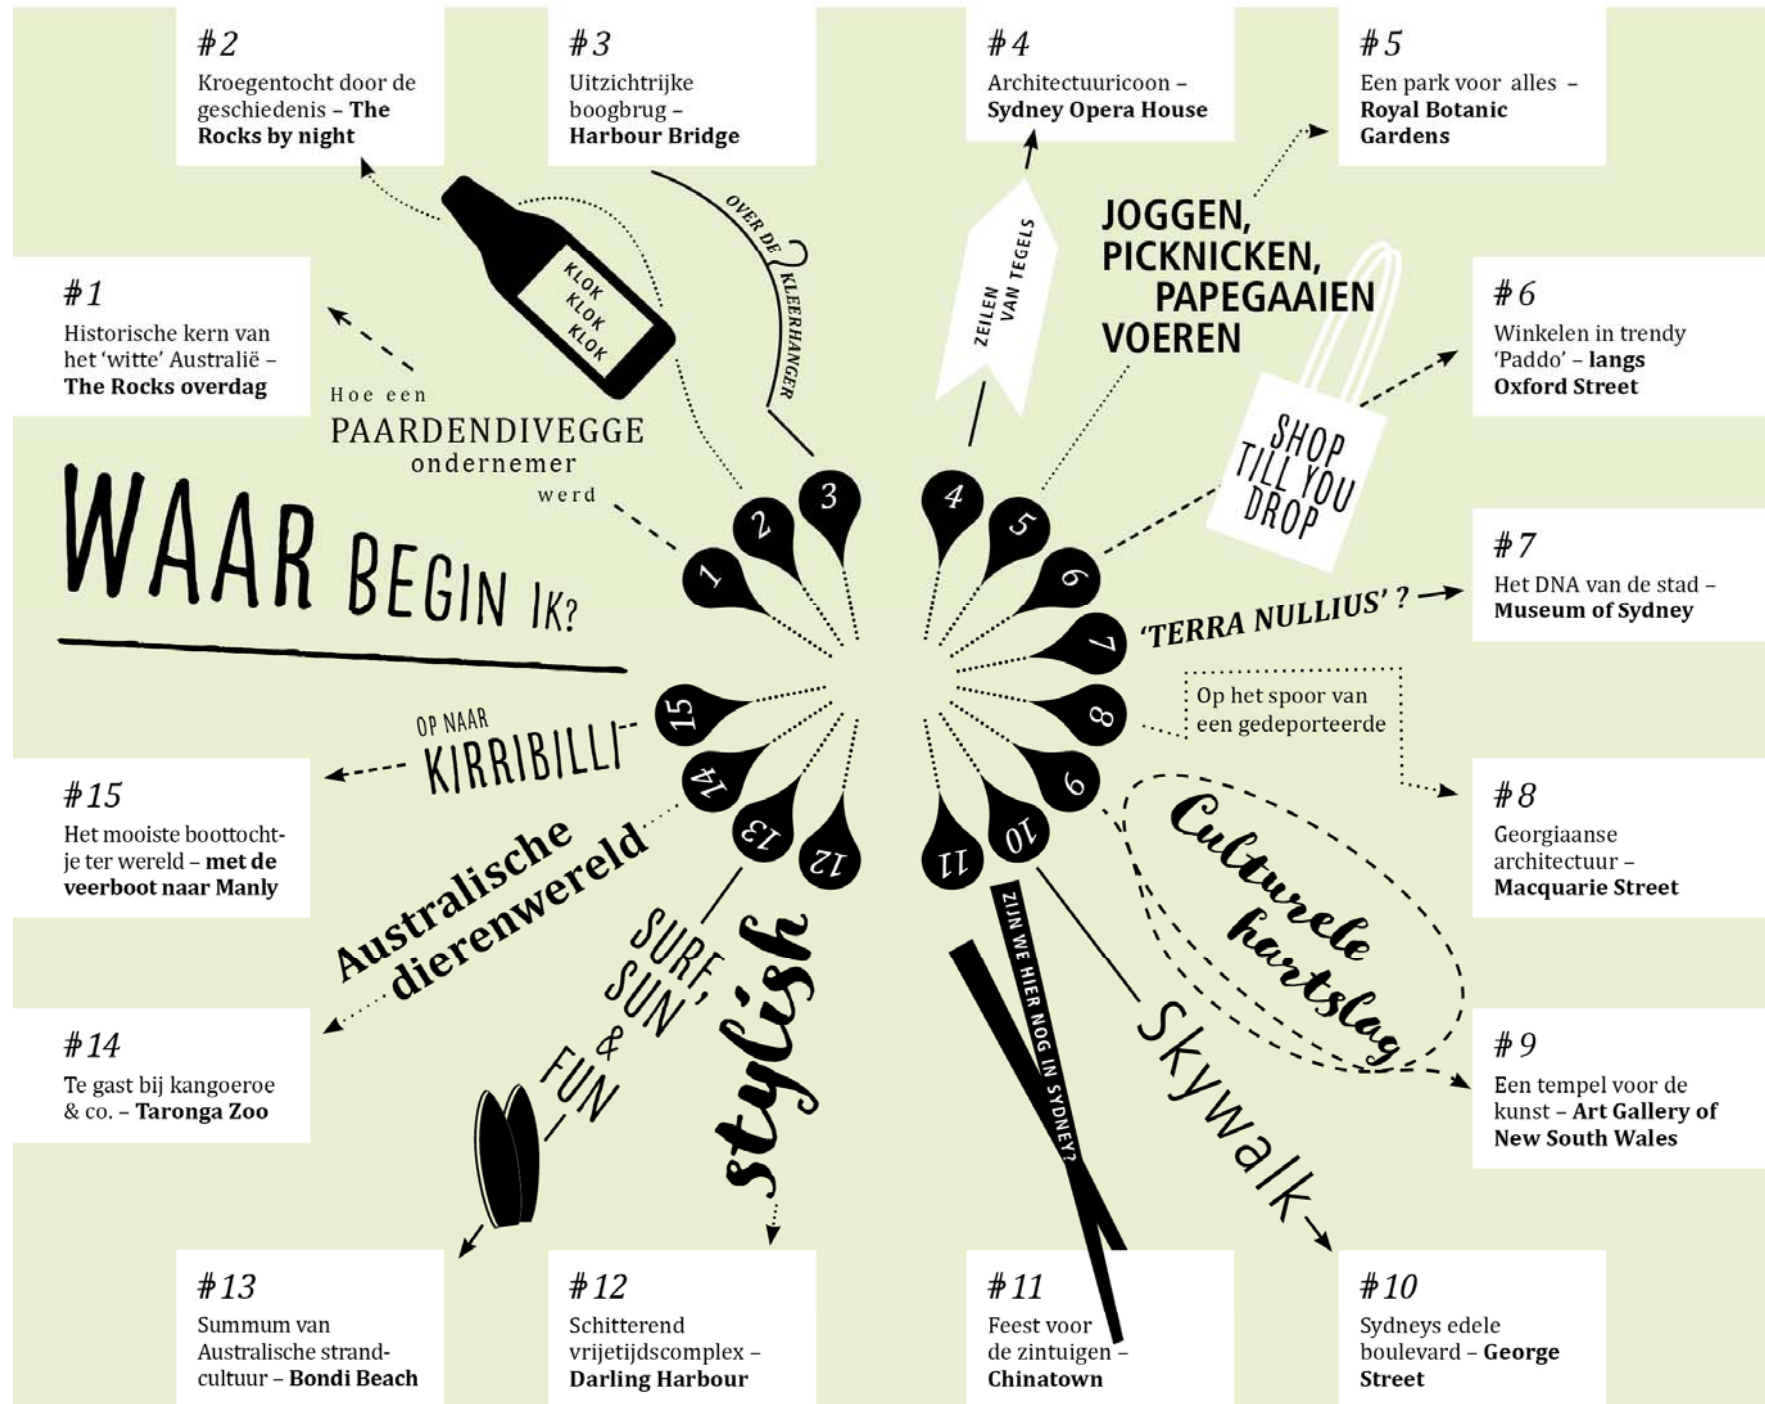 #2
Kroegentocht door de
geschiedenis – The
Rocks by night
#3
Uitzichtrijke
boogbrug –
Harbour Bridge
#4
Architectuuricoon –
Sydney Opera House
#5
Een park voor alles –
Royal Botanic
Gardens
#1
Historische kern van
het ‘witte’ Australië –
The Rocks overdag
KLOK
KLOK
KLOK
OVER DE KLEERHANGER
ZEILEN
VAN TEGELS
JOGGEN,
PICKNICKEN,
PAPEGAAIEN
VOEREN
#6
Winkelen in trendy
‘Paddo’ – langs
Oxford Street
Hoe een
PAARDENDIVEGGE
ondernemer
werd
SHOP
TILL YOU
DROP
WAAR BEGIN IK?
1
2
3
4
5
6
7
8
9
10
11
12
13
14
15
‘TERRA NULLIUS’ ?
#7
Het DNA van de stad –
Museum of Sydney
Op het spoor van
een gedeporteerde
#8
Georgiaanse
architectuur –
Macquarie Street
OP NAAR
KIRRIBILLI
#15
Het mooiste boottocht-
je ter wereld – met de
veerboot naar Manly
Australische
dierenwereld
#14
Te gast bij kangoeroe
& co. – Taronga Zoo
SURF,
SUN
&
FUN
stylish
ZIJN WE HIER NOG IN SYDNEY?
Skywalk
Culturele
hartslag
#9
Een tempel voor de
kunst – Art Gallery of
New South Wales
#13
Summum van
Australische strand-
cultuur – Bondi Beach
#12
Schitterend
vrijetijdscomplex –
Darling Harbour
#11
Feest voor
de zintuigen –
Chinatown
#10
Sydneys edele
boulevard – George
Street